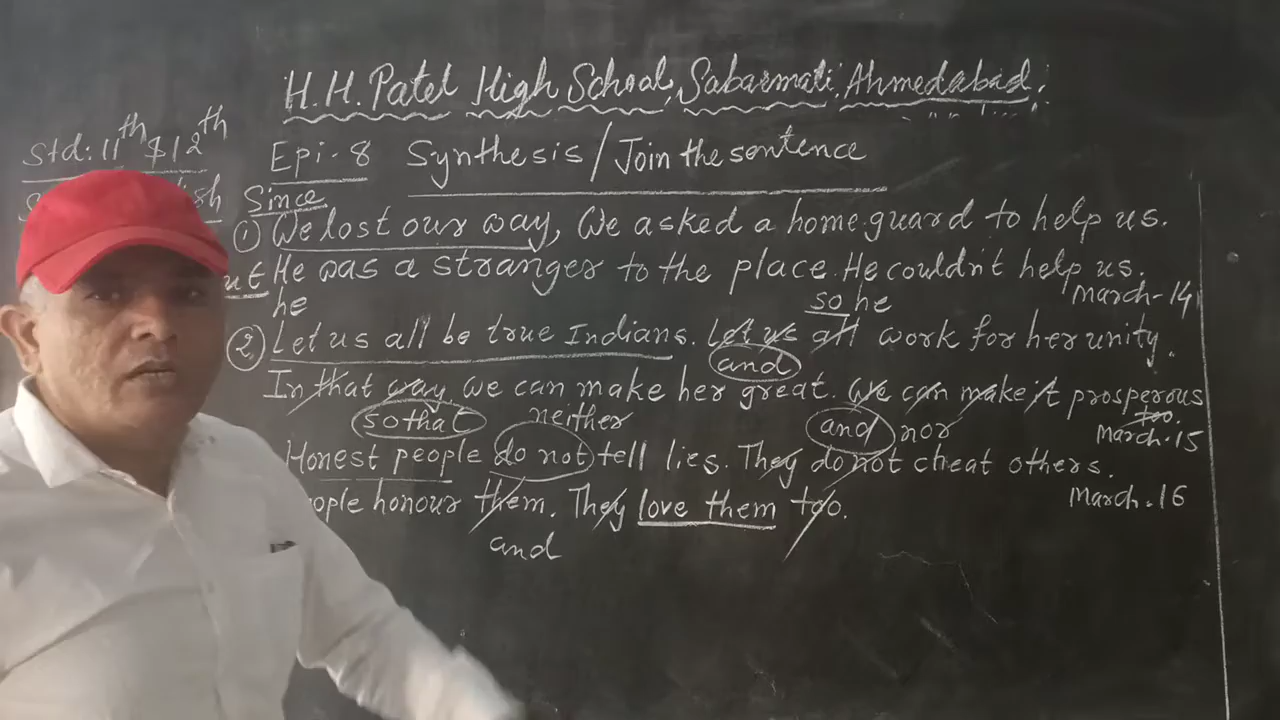 H.H. Patel High School, Sabarmati, Ahmedabad.
Std: 11th & 12th
Epi-8 Synthesis / Join the sentence
Since
① We lost our way, We asked a home-guard to help us.
ut He was a stranger to the place. He couldn't help us.
he so he March-14
② Let us all be true Indians. Let us all work for her unity.
and
In that way we can make her great. We can make it prosperous too.
so that neither and nor March-15
Honest people do not tell lies. They do not cheat others.
ople honour them. They love them too. March-16
and